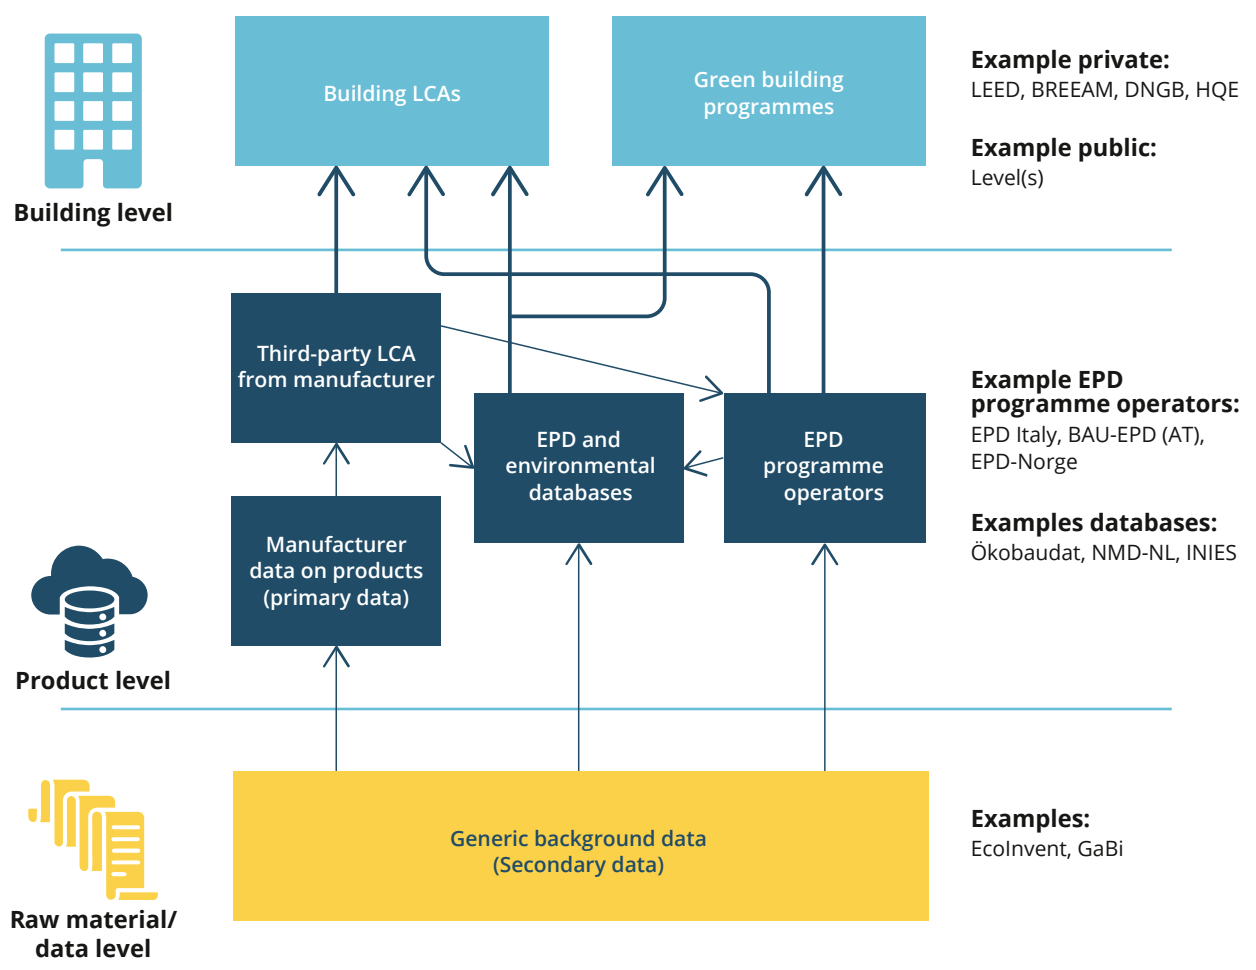 Building LCAs
Green building
programmes
Example private:
LEED, BREEAM, DNGB, HQE
Example public:
Level(s)
Building level
Third-party LCA
from manufacturer
EPD and
environmental
databases
EPD
programme
operators
Example EPD
programme operators:
EPD Italy, BAU-EPD (AT),
EPD-Norge
Examples databases:
Ökobaudat, NMD-NL, INIES
Manufacturer
data on products
(primary data)
Product level
Generic background data
(Secondary data)
Examples:
EcoInvent, GaBi
Raw material/
data level